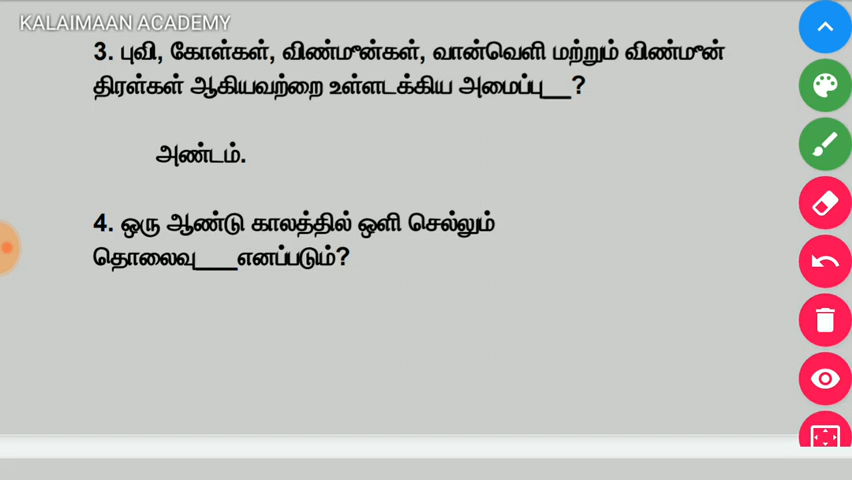 KALAIMAAN ACADEMY
3. புவி, கோள்கள், விண்மீன்கள், வான்வெளி மற்றும் விண்மீன்
திரள்கள் ஆகியவற்றை உள்ளடக்கிய அமைப்பு__?
அண்டம்.
4. ஒரு ஆண்டு காலத்தில் ஒளி செல்லும்
தொலைவு___எனப்படும்?